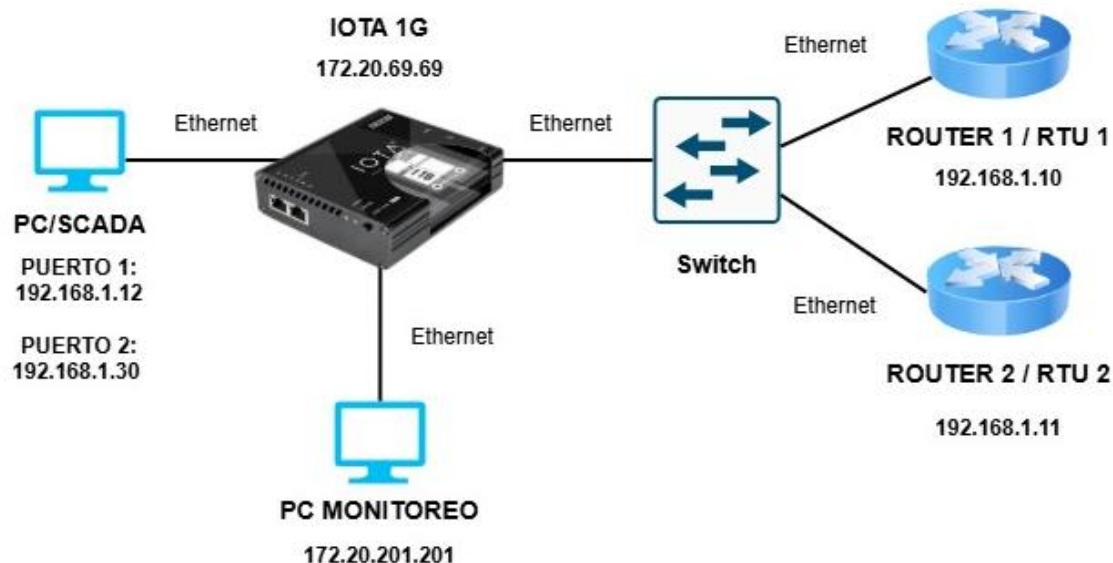 IOTA 1G
172.20.69.69
Ethernet
Ethernet
Ethernet
IOTA
1TB
PC/SCADA
PUERTO 1:
192.168.1.12
PUERTO 2:
192.168.1.30
Switch
ROUTER 1 / RTU 1
192.168.1.10
Ethernet
Ethernet
ROUTER 2 / RTU 2
192.168.1.11
PC MONITOREO
172.20.201.201